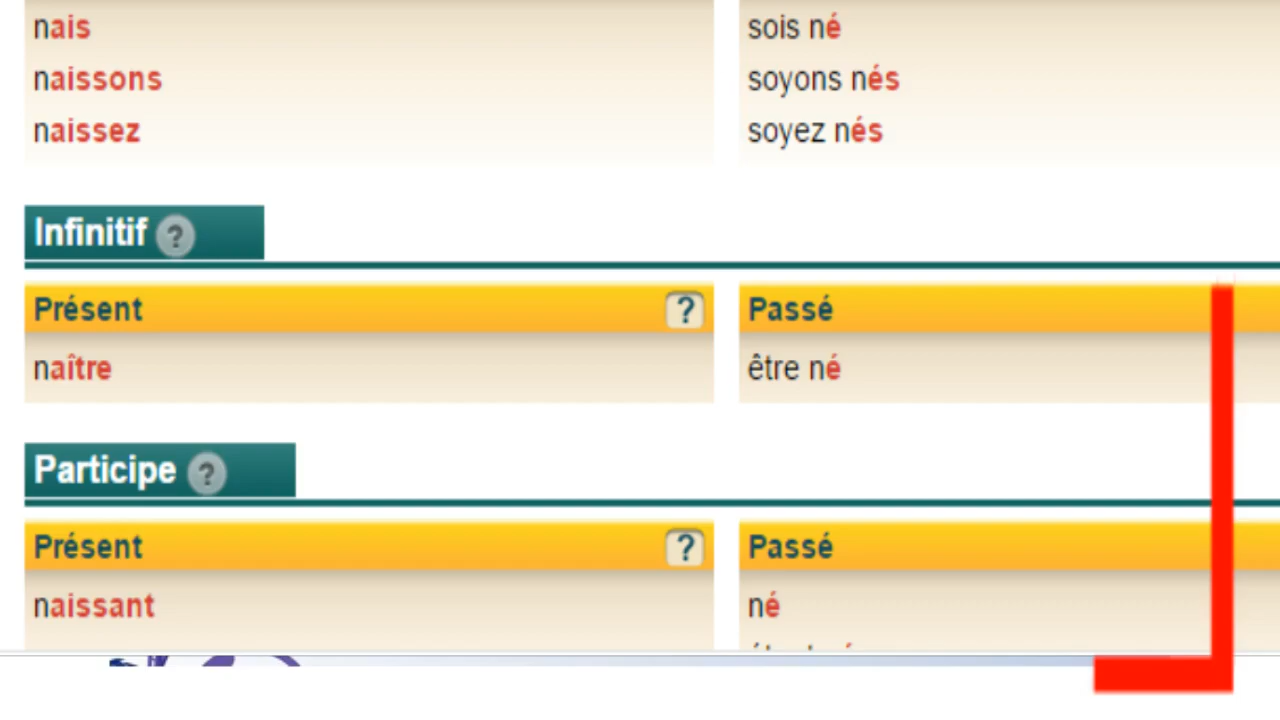 nais
naissons
naissez
sois né
soyons nés
soyez nés
Infinitif ?
Présent ?
naître
Passé
être né
Participe ?
Présent ?
naissant
Passé
né